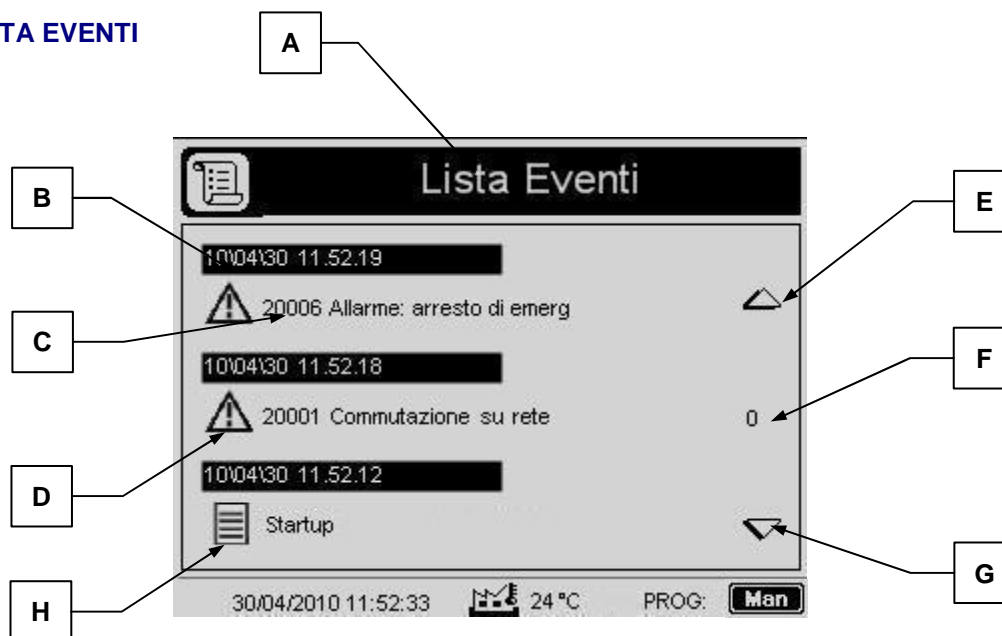 TA EVENTI
A
Lista Eventi
B
E
10\04\30 11.52.19
20006 Allarme: arresto di emerg
C
10\04\30 11.52.18
F
20001 Commutazione su rete
0
10\04\30 11.52.12
D
Startup
G
H
30/04/2010 11:52:33
24 °C
PROG:
Man